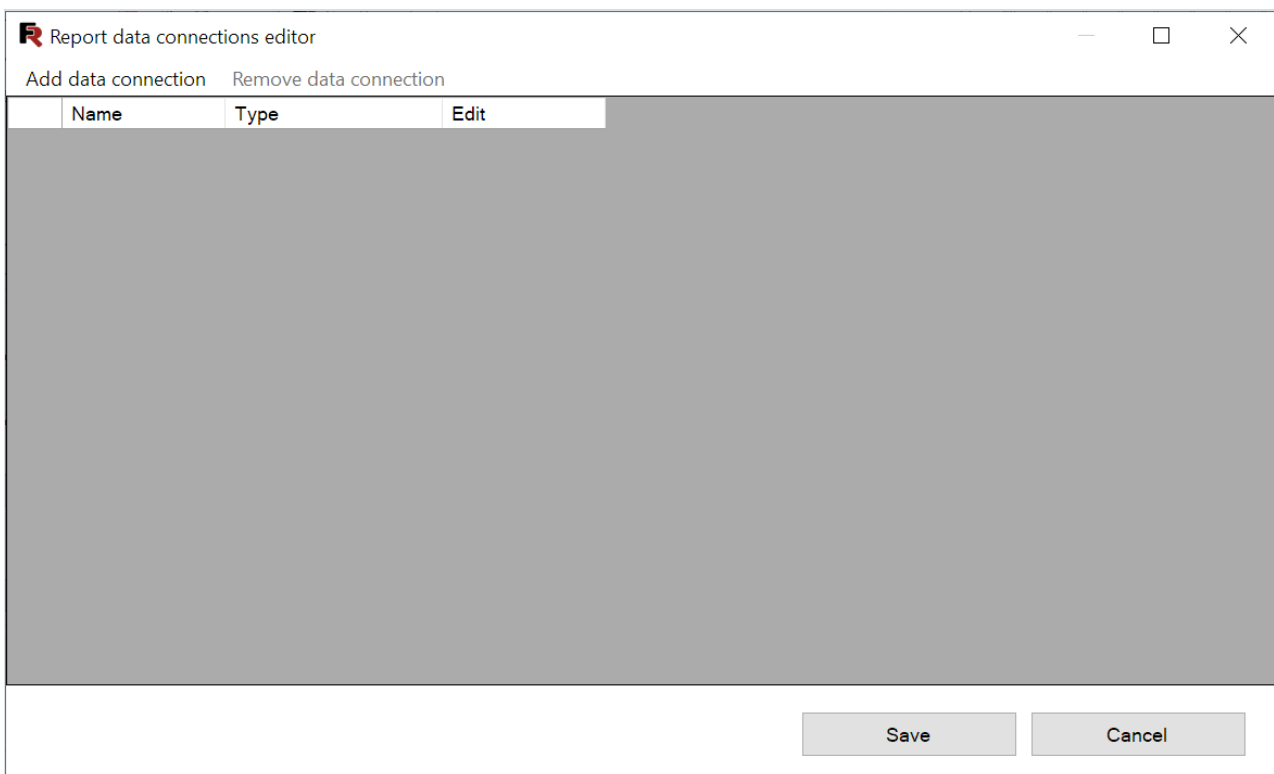 Report data connections editor
Add data connection Remove data connection
Name Type Edit
Save Cancel